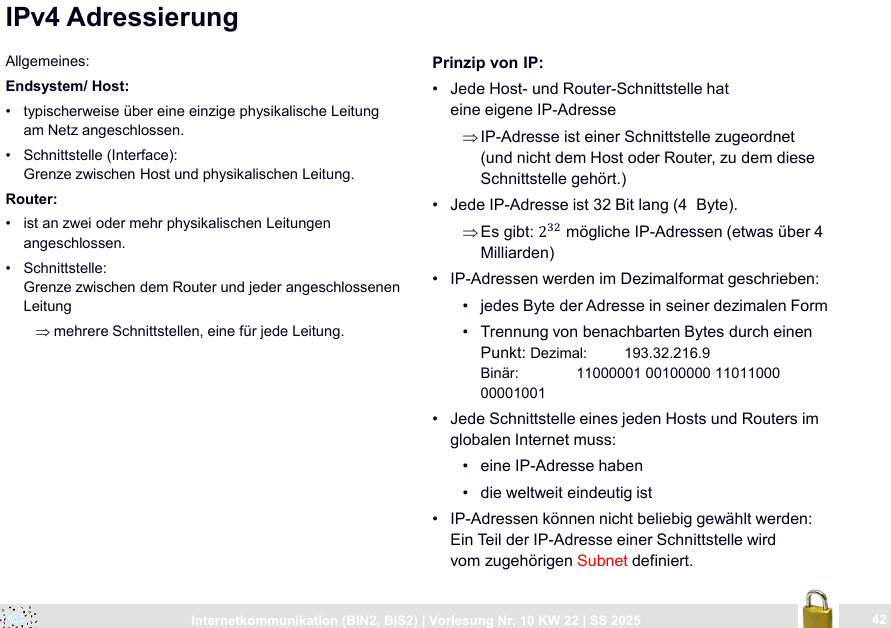 IPv4 Adressierung
Allgemeines:
Endsystem/ Host:
• typischerweise über eine einzige physikalische Leitung
am Netz angeschlossen.
• Schnittstelle (Interface):
Grenze zwischen Host und physikalischen Leitung.
Router:
• ist an zwei oder mehr physikalischen Leitungen
angeschlossen.
• Schnittstelle:
Grenze zwischen dem Router und jeder angeschlossenen
Leitung
⇒ mehrere Schnittstellen, eine für jede Leitung.
Prinzip von IP:
• Jede Host- und Router-Schnittstelle hat
eine eigene IP-Adresse
⇒ IP-Adresse ist einer Schnittstelle zugeordnet
(und nicht dem Host oder Router, zu dem diese
Schnittstelle gehört.)
• Jede IP-Adresse ist 32 Bit lang (4 Byte).
⇒ Es gibt: 2³² mögliche IP-Adressen (etwas über 4
Milliarden)
• IP-Adressen werden im Dezimalformat geschrieben:
• jedes Byte der Adresse in seiner dezimalen Form
• Trennung von benachbarten Bytes durch einen
Punkt: Dezimal: 193.32.216.9
Binär: 11000001 00100000 11011000
00001001
• Jede Schnittstelle eines jeden Hosts und Routers im
globalen Internet muss:
• eine IP-Adresse haben
• die weltweit eindeutig ist
• IP-Adressen können nicht beliebig gewählt werden:
Ein Teil der IP-Adresse einer Schnittstelle wird
vom zugehörigen Subnet definiert.
Internetkommunikation (BIN2, BIS2) | Vorlesung Nr. 10 KW 22 | SS 2025
42